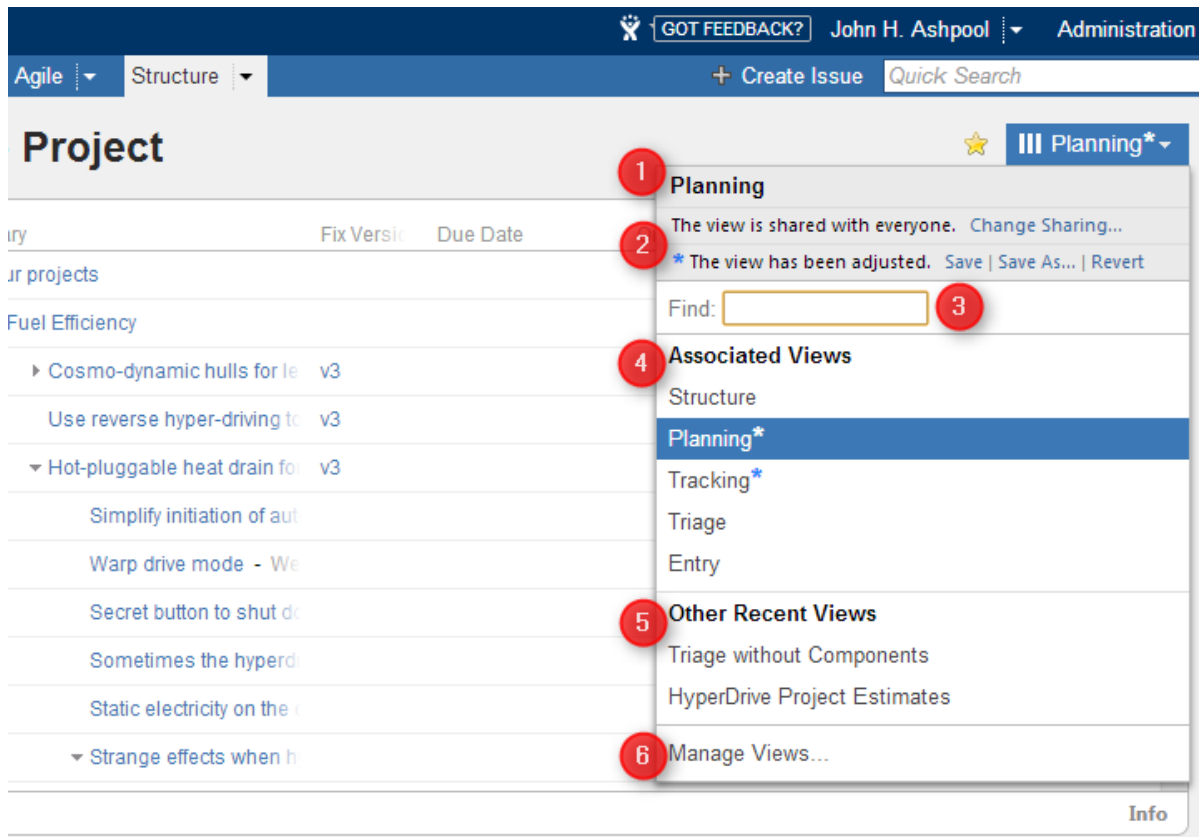 GOT FEEDBACK? John H. Ashpool Administration
Agile Structure + Create Issue Quick Search
Project Planning*
1 Planning
Fix Versic Due Date
2 The view is shared with everyone. Change Sharing...
* The view has been adjusted. Save | Save As... | Revert
ur projects
Find: 3
Fuel Efficiency
4 Associated Views
Cosmo-dynamic hulls for le v3
Structure
Use reverse hyper-driving to v3
Planning*
Hot-pluggable heat drain fo v3
Tracking*
Simplify initiation of aut
Triage
Warp drive mode - We
Entry
Secret button to shut do
5 Other Recent Views
Sometimes the hyperd
Triage without Components
Static electricity on the
HyperDrive Project Estimates
Strange effects when h
6 Manage Views...
Info